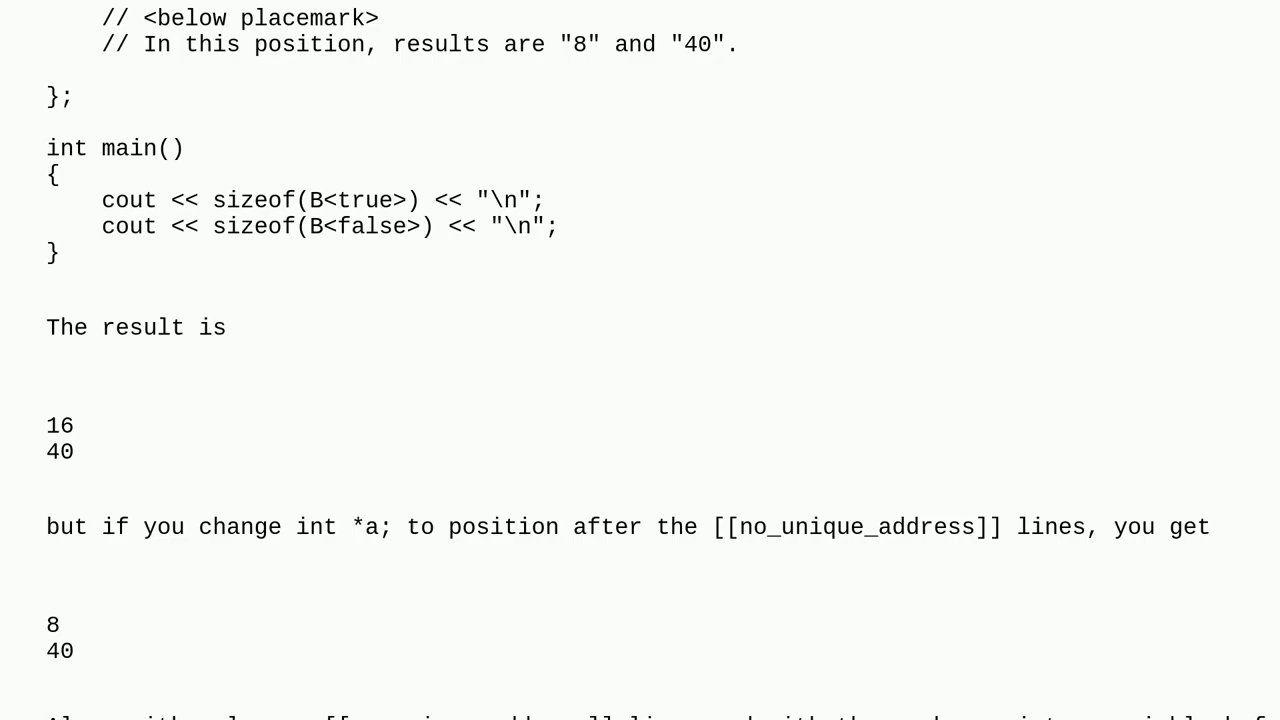 // <below placemark>
// In this position, results are "8" and "40".
};
int main()
{
cout << sizeof(B<true>) << "\n";
cout << sizeof(B<false>) << "\n";
}
The result is
16
40
but if you change int *a; to position after the [[no_unique_address]] lines, you get
8
40